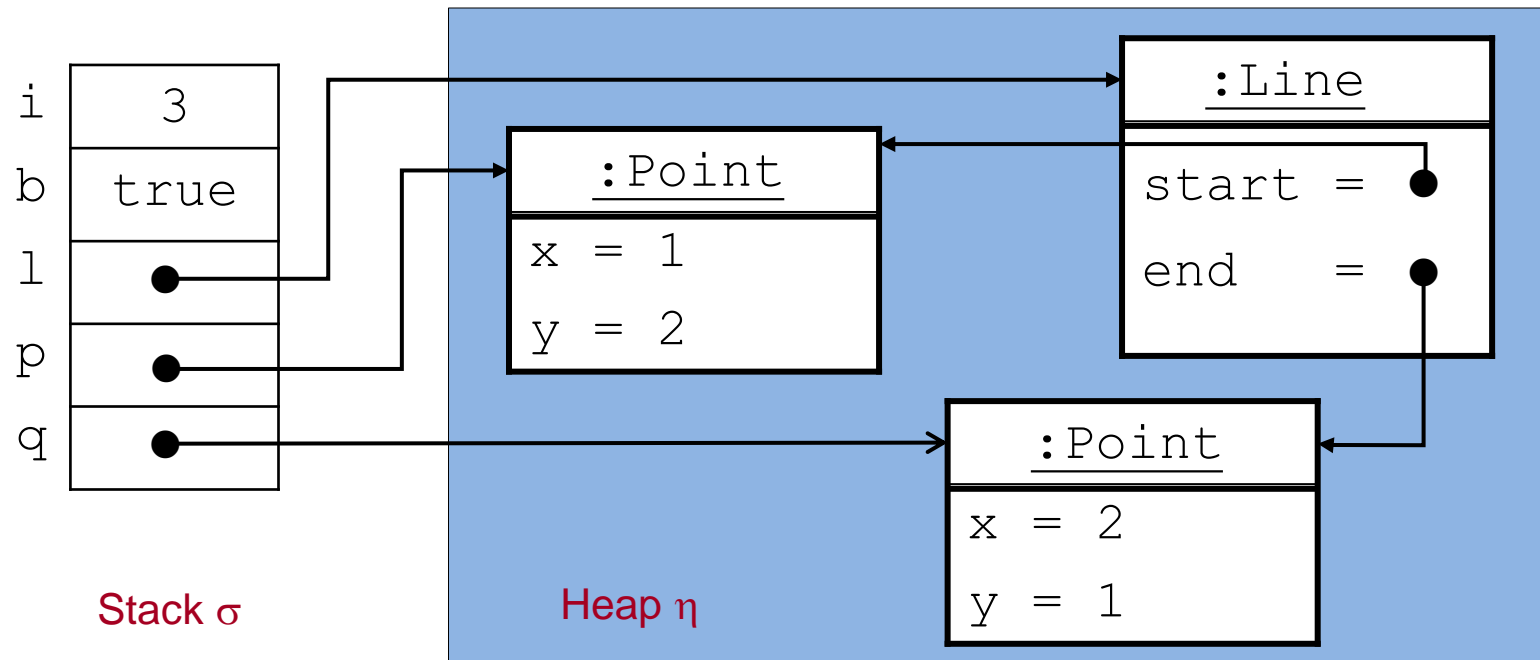 i 3
b true
l
p
q
Stack σ
Heap η
:Point
x = 1
y = 2
:Line
start =
end =
:Point
x = 2
y = 1